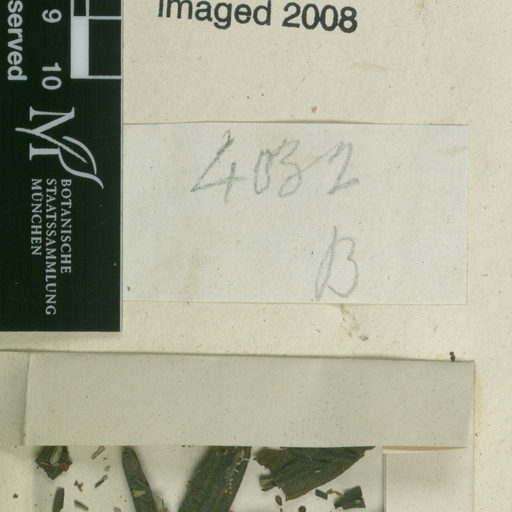 Imaged 2008
served
9 10
BOTANISCHE
STAATSSAMMLUNG
MÜNCHEN
4032
B